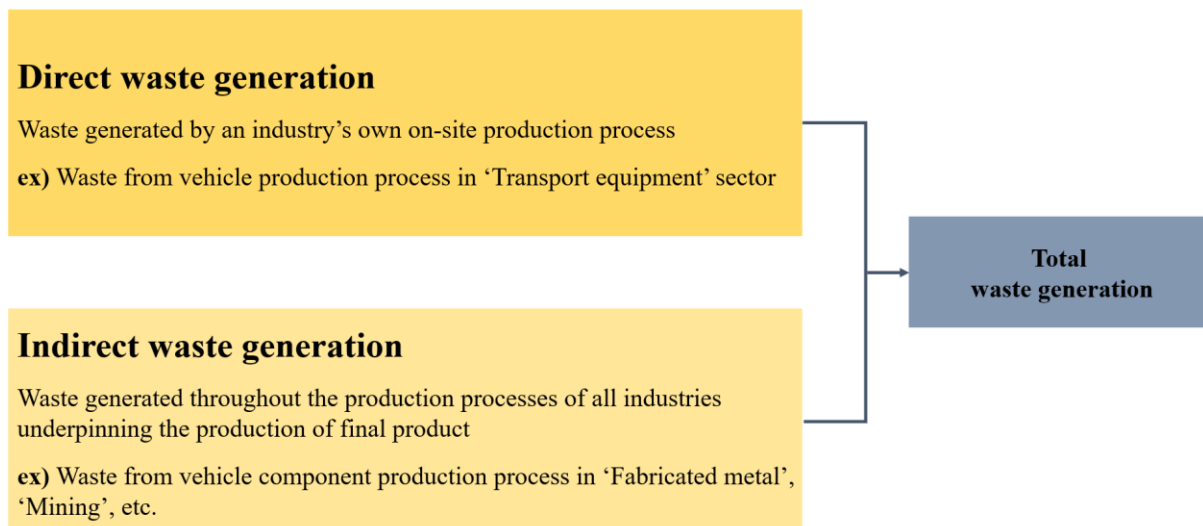 Direct waste generation
Waste generated by an industry’s own on-site production process
ex) Waste from vehicle production process in ‘Transport equipment’ sector
Total
waste generation
Indirect waste generation
Waste generated throughout the production processes of all industries
underpinning the production of final product
ex) Waste from vehicle component production process in ‘Fabricated metal’,
‘Mining’, etc.